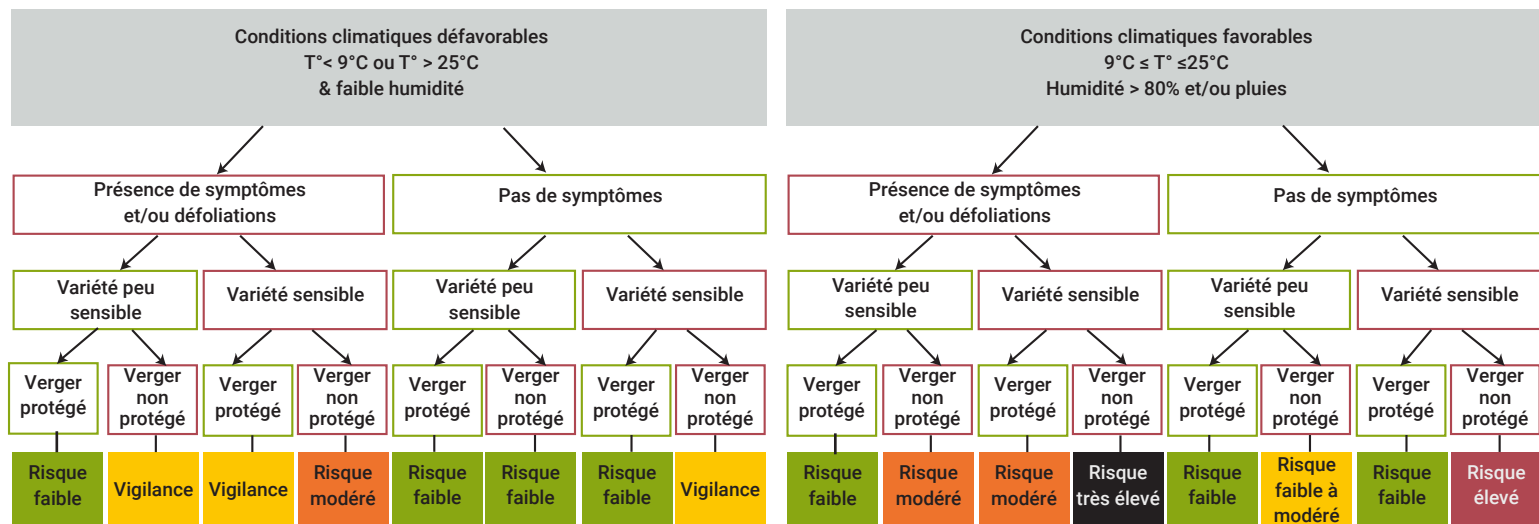 Conditions climatiques défavorables
T°< 9°C ou T° > 25°C
& faible humidité
Conditions climatiques favorables
9°C ≤ T° ≤25°C
Humidité > 80% et/ou pluies
Présence de symptômes
et/ou défoliations
Pas de symptômes
Présence de symptômes
et/ou défoliations
Pas de symptômes
Variété peu
sensible
Variété sensible
Variété peu
sensible
Variété sensible
Variété peu
sensible
Variété sensible
Variété peu
sensible
Variété sensible
Verger
protégé
Verger
non
protégé
Verger
protégé
Verger
non
protégé
Verger
protégé
Verger
non
protégé
Verger
protégé
Verger
non
protégé
Verger
protégé
Verger
non
protégé
Verger
protégé
Verger
non
protégé
Verger
protégé
Verger
non
protégé
Verger
protégé
Verger
non
protégé
Risque
faible
Vigilance
Vigilance
Risque
modéré
Risque
faible
Risque
faible
Risque
faible
Vigilance
Risque
faible
Risque
modéré
Risque
modéré
Risque
très élevé
Risque
faible
Risque
faible à
modéré
Risque
faible
Risque
élevé